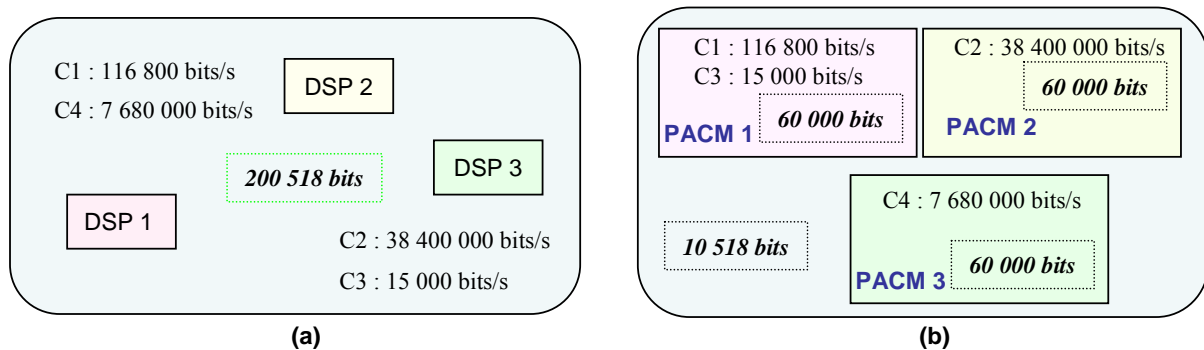 C1 : 116 800 bits/s
C4 : 7 680 000 bits/s
DSP 2
DSP 3
200 518 bits
DSP 1
C2 : 38 400 000 bits/s
C3 : 15 000 bits/s
(a)
C1 : 116 800 bits/s
C3 : 15 000 bits/s
60 000 bits
PACM 1
C2 : 38 400 000 bits/s
60 000 bits
PACM 2
C4 : 7 680 000 bits/s
10 518 bits
60 000 bits
PACM 3
(b)